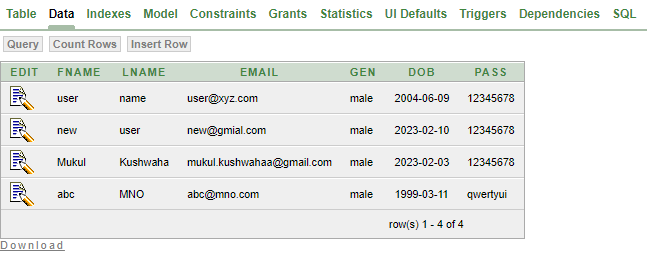 Table Data Indexes Model Constraints Grants Statistics UI Defaults Triggers Dependencies SQL
Query Count Rows Insert Row
EDIT FNAME LNAME EMAIL GEN DOB PASS
user name user@xyz.com male 2004-06-09 12345678
new user new@gmial.com male 2023-02-10 12345678
Mukul Kushwaha mukul.kushwahaa@gmail.com male 2023-02-03 12345678
abc MNO abc@mno.com male 1999-03-11 qwertyui
row(s) 1 - 4 of 4
Download